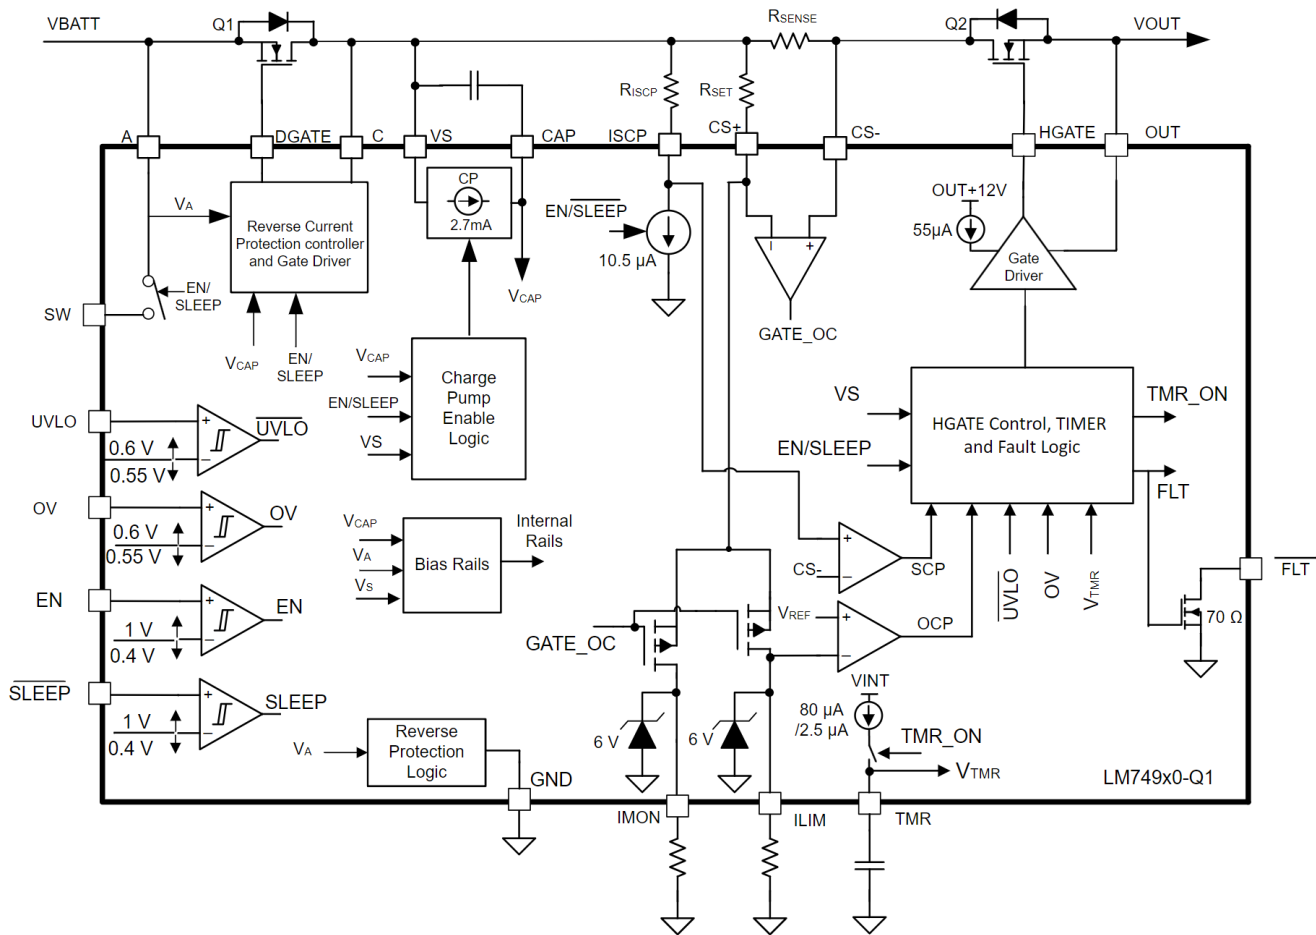 VBATT
Q1
RSENSE
Q2
VOUT
RISCP
RSET
A
DGATE
C
VS
CAP
ISCP
CS+
CS-
HGATE
OUT
VA
Reverse Current
Protection controller
and Gate Driver
CP
2.7mA
EN/SLEEP
10.5 µA
OUT+12V
55µA
Gate
Driver
I
+
EN/
SLEEP
SW
VCAP
VCAP
EN/
SLEEP
GATE_OC
VCAP
EN/SLEEP
VS
Charge
Pump
Enable
Logic
VS
EN/SLEEP
HGATE Control, TIMER
and Fault Logic
TMR_ON
FLT
UVLO
+
−
0.6 V
0.55 V
UVLO
OV
+
−
0.6 V
0.55 V
OV
VCAP
VA
VS
Bias Rails
Internal
Rails
+
−
CS-
SCP
UVLO
OV
VTMR
FLT
70 Ω
EN
+
−
1 V
0.4 V
EN
GATE_OC
VREF
+
−
OCP
SLEEP
+
−
1 V
0.4 V
SLEEP
VA
Reverse
Protection
Logic
GND
6 V
6 V
VINT
80 µA
/2.5 µA
TMR_ON
VTMR
LM749x0-Q1
IMON
ILIM
TMR